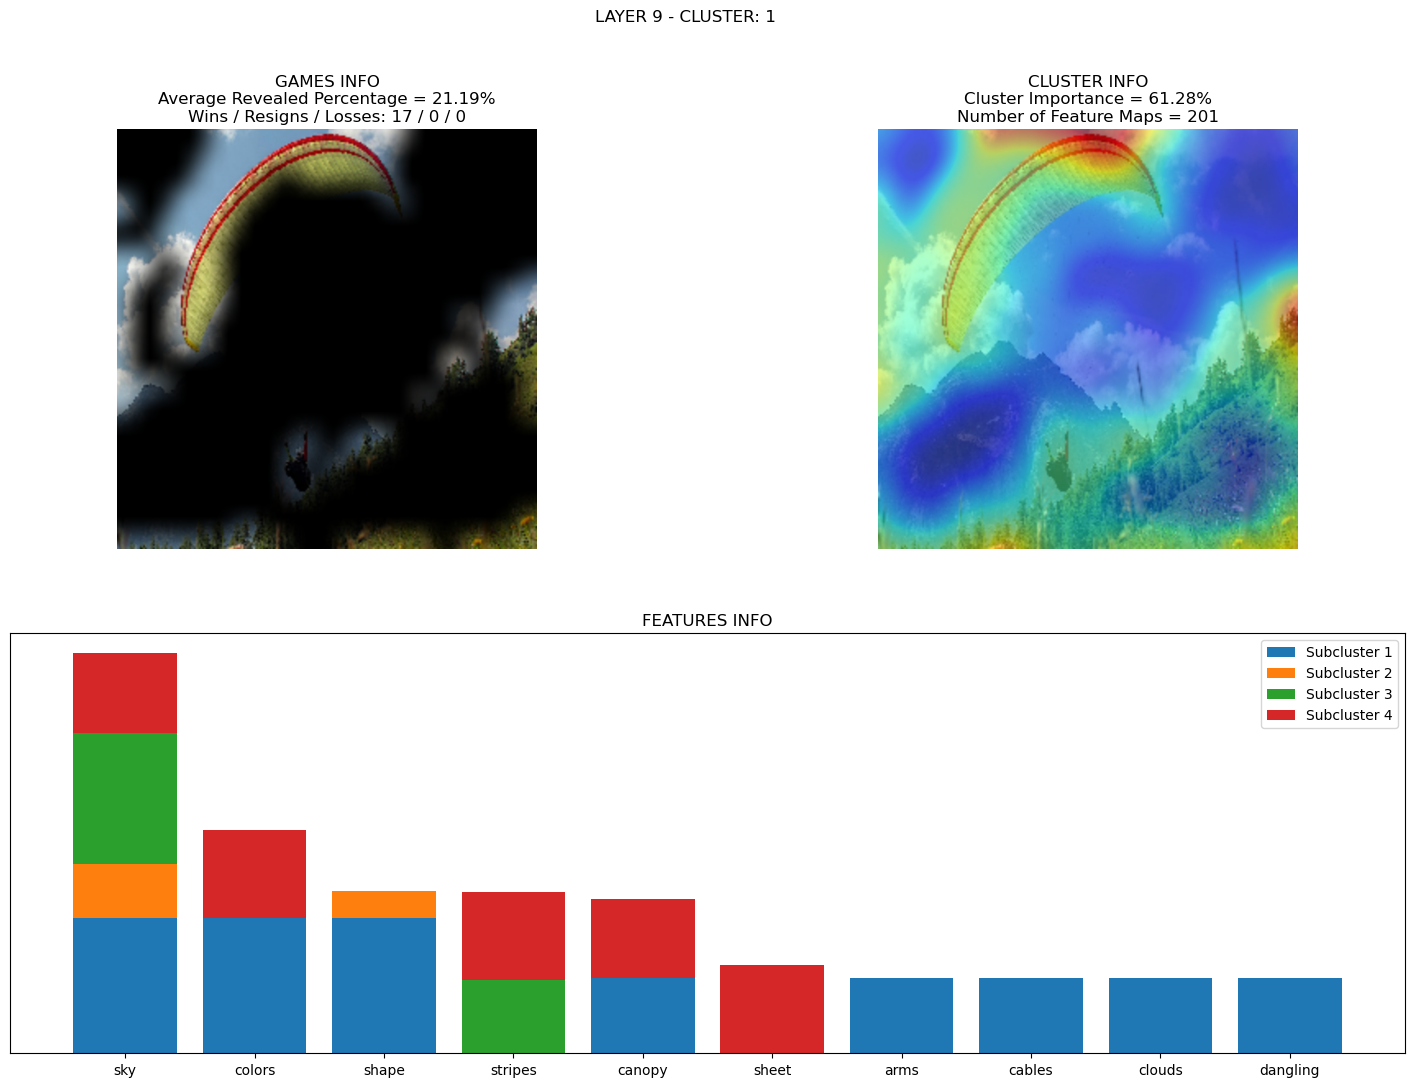 LAYER 9 - CLUSTER: 1
GAMES INFO
Average Revealed Percentage = 21.19%
Wins / Resigns / Losses: 17 / 0 / 0
CLUSTER INFO
Cluster Importance = 61.28%
Number of Feature Maps = 201
FEATURES INFO
Subcluster 1
Subcluster 2
Subcluster 3
Subcluster 4
sky
colors
shape
stripes
canopy
sheet
arms
cables
clouds
dangling